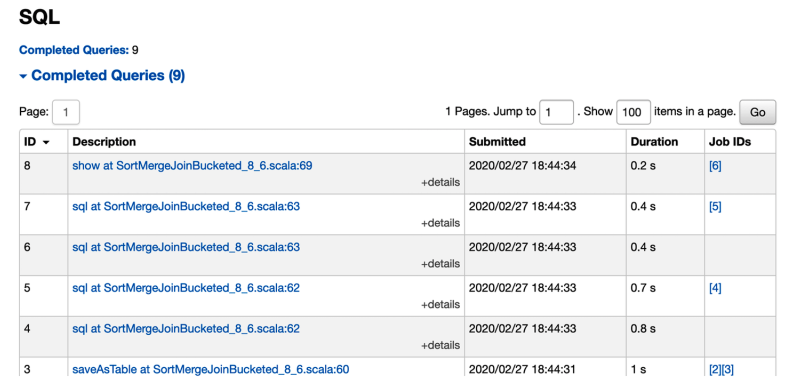 SQL
Completed Queries: 9
Completed Queries (9)
Page: 1 1 Pages. Jump to 1 . Show 100 items in a page. Go
ID Description Submitted Duration Job IDs
8 show at SortMergeJoinBucketed_8_6.scala:69 2020/02/27 18:44:34 0.2 s [6]
+details
7 sql at SortMergeJoinBucketed_8_6.scala:63 2020/02/27 18:44:33 0.4 s [5]
+details
6 sql at SortMergeJoinBucketed_8_6.scala:63 2020/02/27 18:44:33 0.4 s
+details
5 sql at SortMergeJoinBucketed_8_6.scala:62 2020/02/27 18:44:33 0.7 s [4]
+details
4 sql at SortMergeJoinBucketed_8_6.scala:62 2020/02/27 18:44:33 0.8 s
+details
3 saveAsTable at SortMergeJoinBucketed_8_6.scala:60 2020/02/27 18:44:31 1 s [2][3]